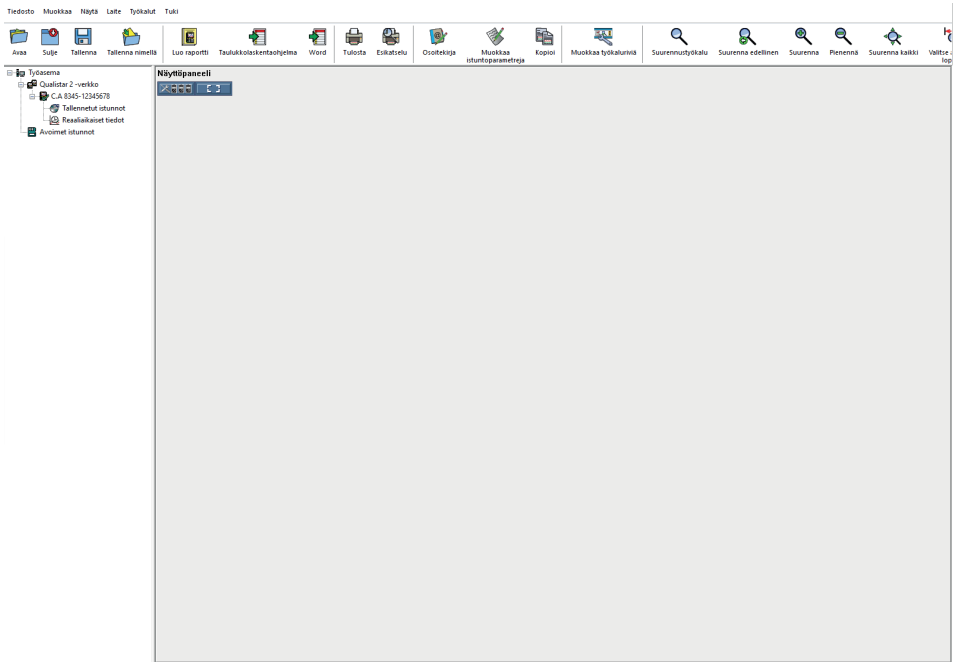 Tiedosto Muokkaa Näytä Laite Työkalut Tuki
Avaa Sulje Tallenna Tallenna nimellä Luo raportti Taulukkolaskentaohjelma Word Tulosta Esikatselu Osoitekirja Muokkaa istuntoparametreja Kopioi Muokkaa työkaluriviä Suurennustyökalu Suurenna edellinen Suurenna Pienennä Suurenna kaikki Valitse
Työasema
Qualistar 2 -verkko
C.A 8345-12345678
Tallennetut istunnot
Reaaliaikaiset tiedot
Avoimet istunnot
Näyttöpaneeli